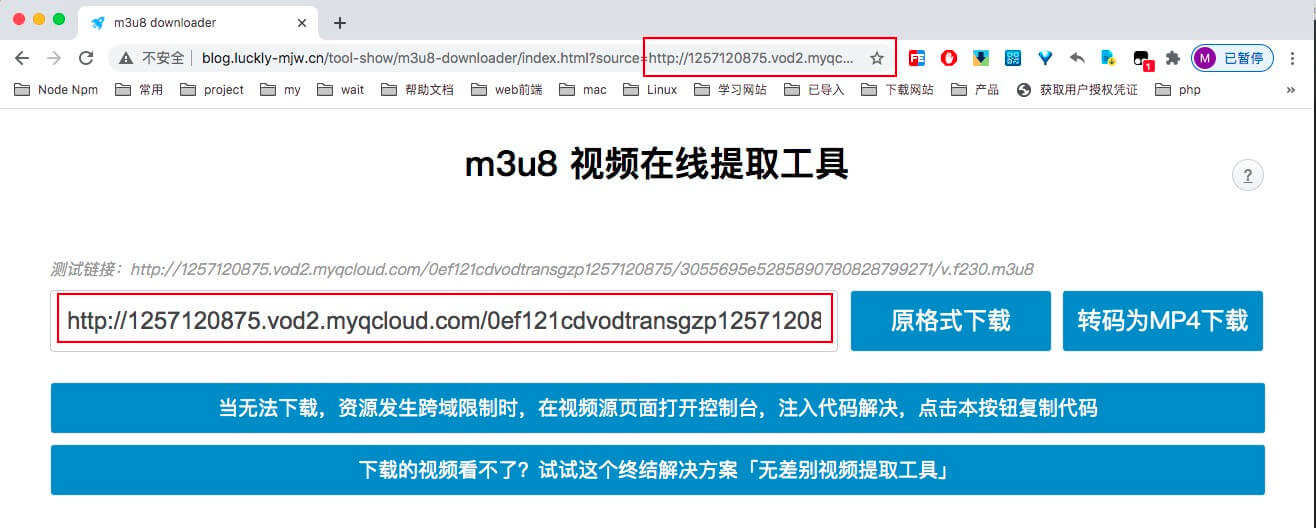 m3u8 downloader
不安全 blog.luckly-mjw.cn/tool-show/m3u8-downloader/index.html?source=http://1257120875.vod2.myqc... M 已暂停
Node Npm 常用 project my wait 帮助文档 web前端 mac Linux 学习网站 已导入 下载网站 产品 获取用户授权凭证 php »
m3u8 视频在线提取工具
?
测试链接：http://1257120875.vod2.myqcloud.com/0ef121cdvodtransgzp1257120875/3055695e5285890780828799271/v.f230.m3u8
http://1257120875.vod2.myqcloud.com/0ef121cdvodtransgzp12571208 原格式下载 转码为MP4下载
当无法下载，资源发生跨域限制时，在视频源页面打开控制台，注入代码解决，点击本按钮复制代码
下载的视频看不了？试试这个终结解决方案「无差别视频提取工具」